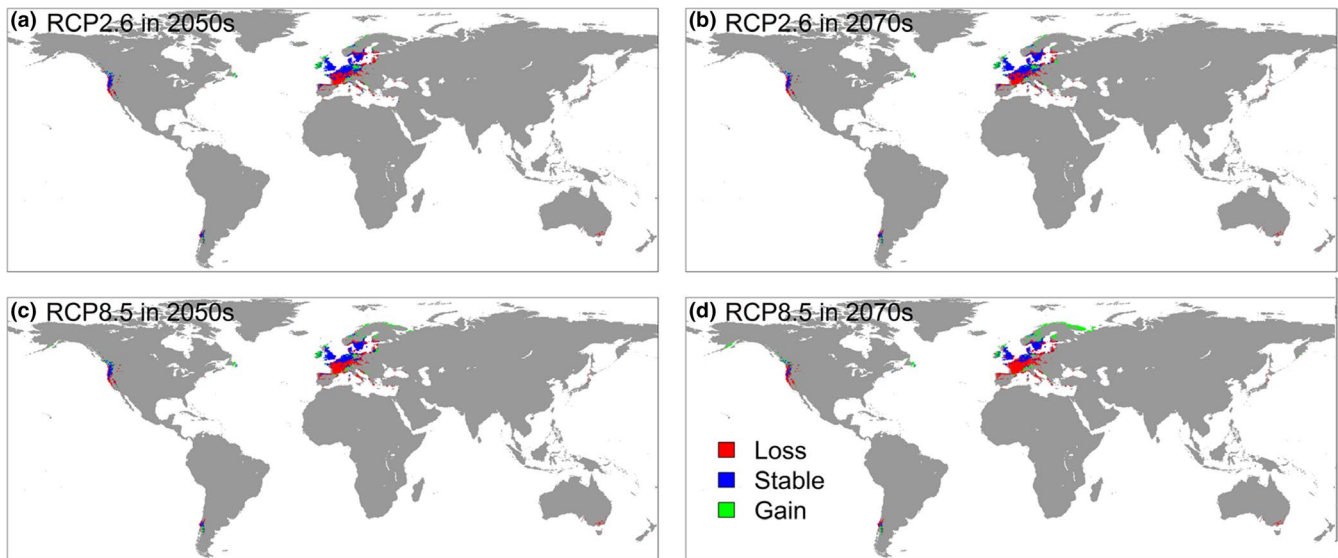 (a) RCP2.6 in 2050s
(b) RCP2.6 in 2070s
(c) RCP8.5 in 2050s
(d) RCP8.5 in 2070s
Loss
Stable
Gain